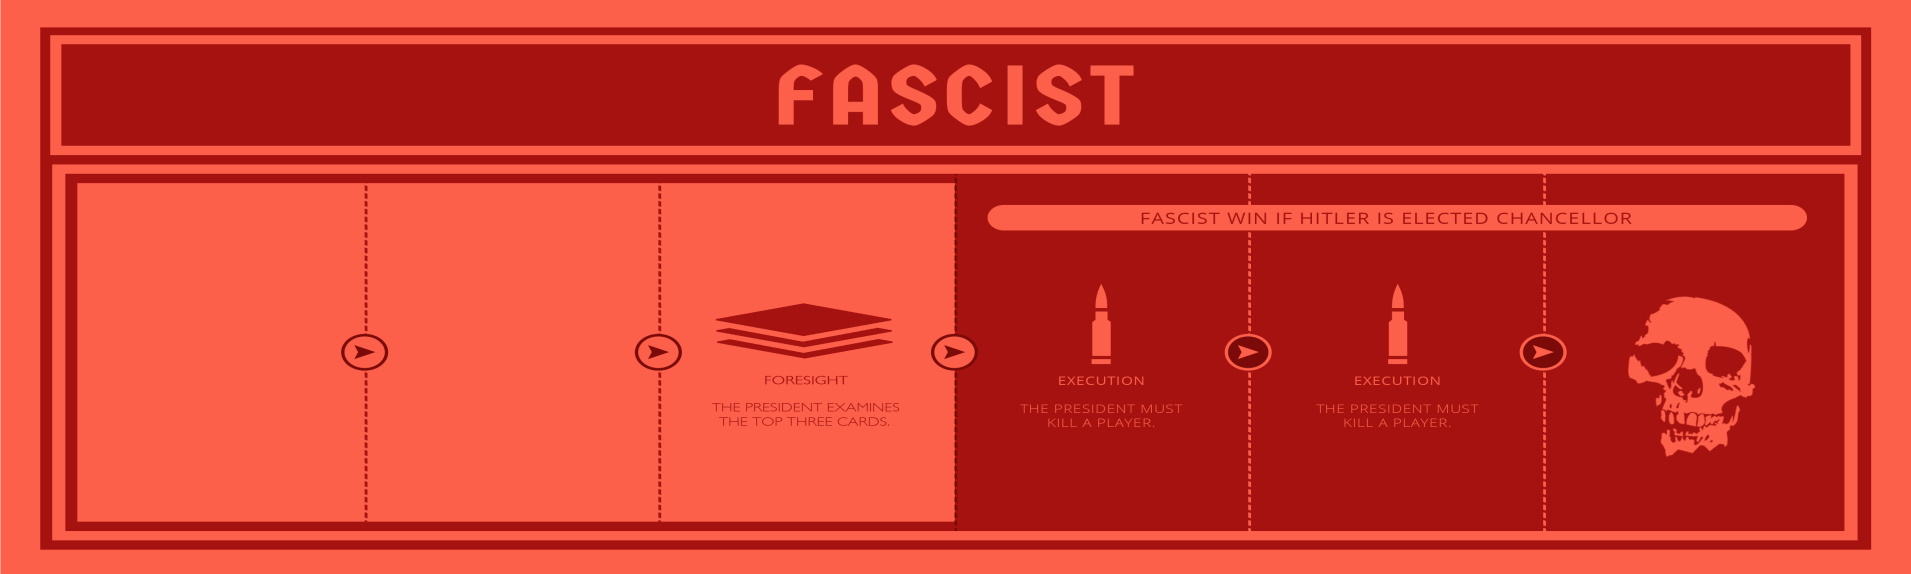 FASCIST
FASCIST WIN IF HITLER IS ELECTED CHANCELLOR
FORESIGHT
THE PRESIDENT EXAMINES
THE TOP THREE CARDS.
EXECUTION
THE PRESIDENT MUST
KILL A PLAYER.
EXECUTION
THE PRESIDENT MUST
KILL A PLAYER.